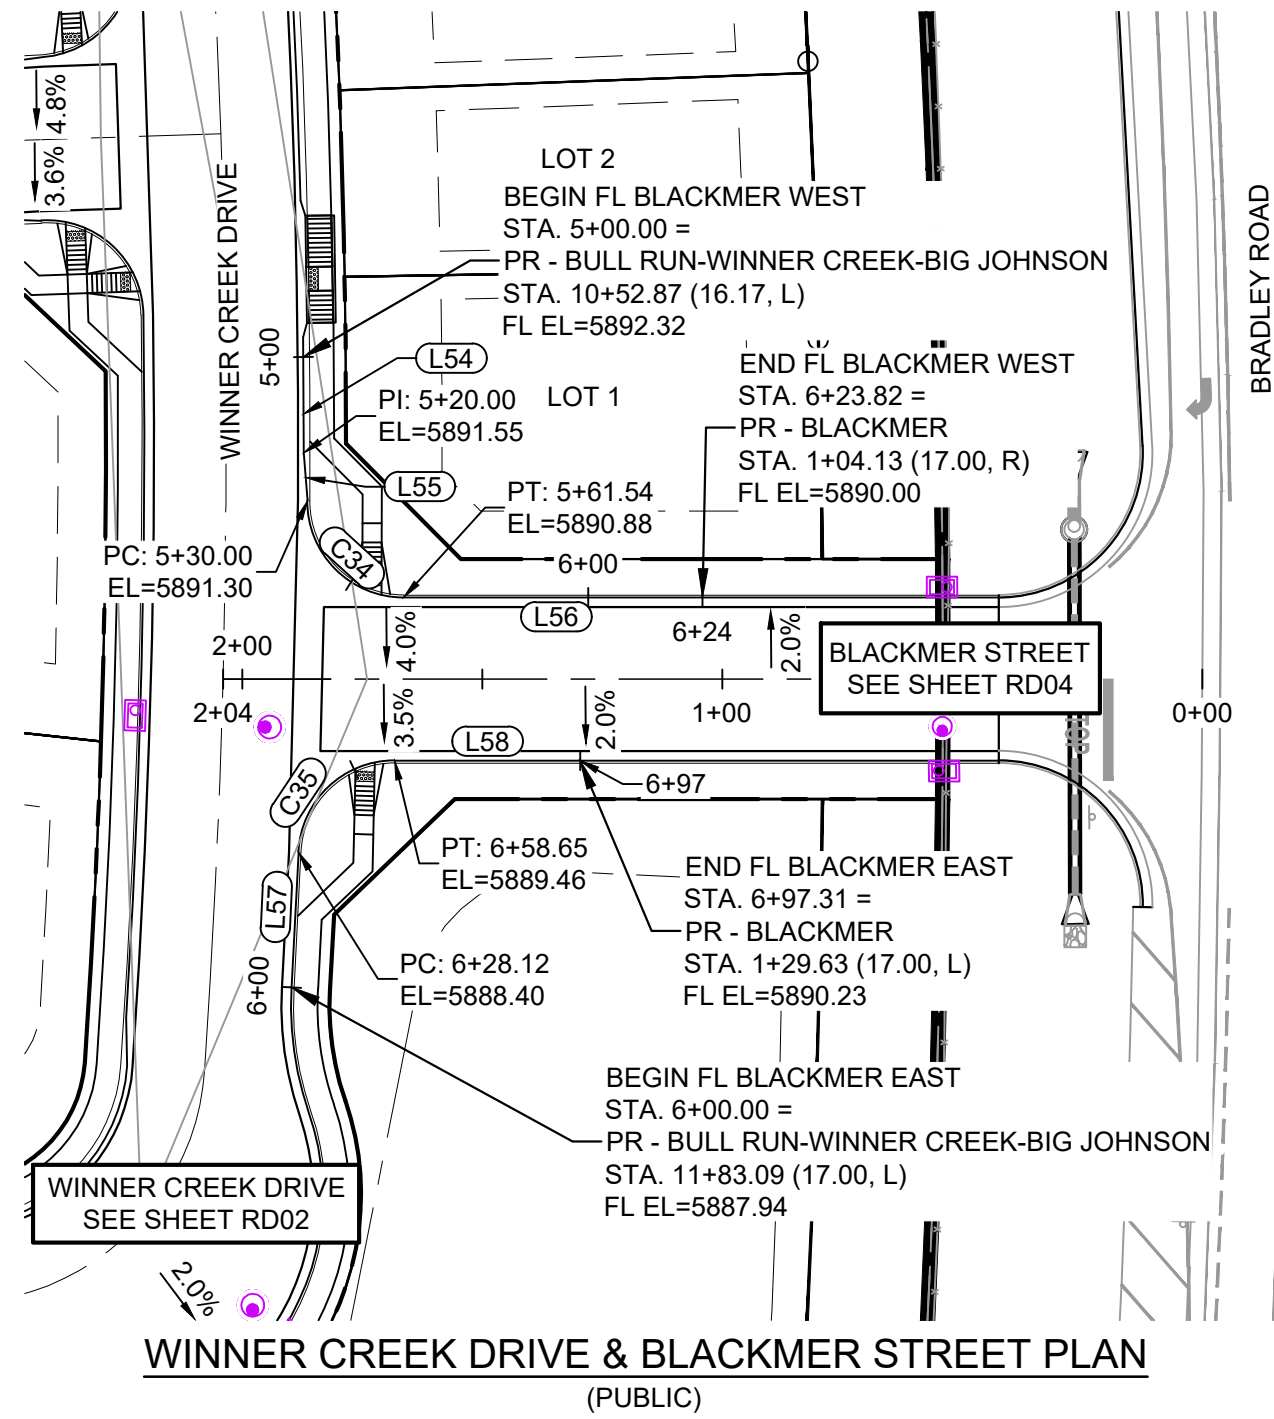 4.8%
3.6%
WINNER CREEK DRIVE
5+00
LOT 2
BEGIN FL BLACKMER WEST
STA. 5+00.00 =
PR - BULL RUN-WINNER CREEK-BIG JOHNSON
STA. 10+52.87 (16.17, L)
FL EL=5892.32
BRADLEY ROAD
L54
END FL BLACKMER WEST
STA. 6+23.82 =
PR - BLACKMER
STA. 1+04.13 (17.00, R)
FL EL=5890.00
PI: 5+20.00
EL=5891.55
LOT 1
L55
PT: 5+61.54
EL=5890.88
PC: 5+30.00
EL=5891.30
C34
6+00
L56
6+24
4.0%
2.0%
2+00
2+04
BLACKMER STREET
SEE SHEET RD04
3.5%
2.0%
1+00
0+00
L58
C35
6+97
PT: 6+58.65
EL=5889.46
END FL BLACKMER EAST
STA. 6+97.31 =
PR - BLACKMER
STA. 1+29.63 (17.00, L)
FL EL=5890.23
L57
6+00
PC: 6+28.12
EL=5888.40
BEGIN FL BLACKMER EAST
STA. 6+00.00 =
PR - BULL RUN-WINNER CREEK-BIG JOHNSON
STA. 11+83.09 (17.00, L)
FL EL=5887.94
WINNER CREEK DRIVE
SEE SHEET RD02
2.0%
WINNER CREEK DRIVE & BLACKMER STREET PLAN
(PUBLIC)